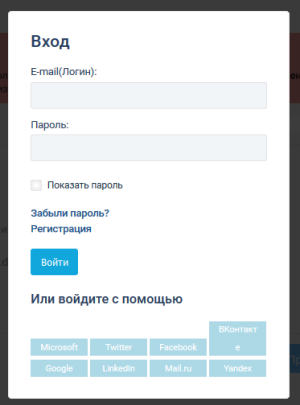 Вход
E-mail(Логин):
Пароль:
Показать пароль
Забыли пароль?
Регистрация
Войти
Или войдите с помощью
Microsoft Twitter Facebook ВКонтакт
е
Google LinkedIn Mail.ru Yandex